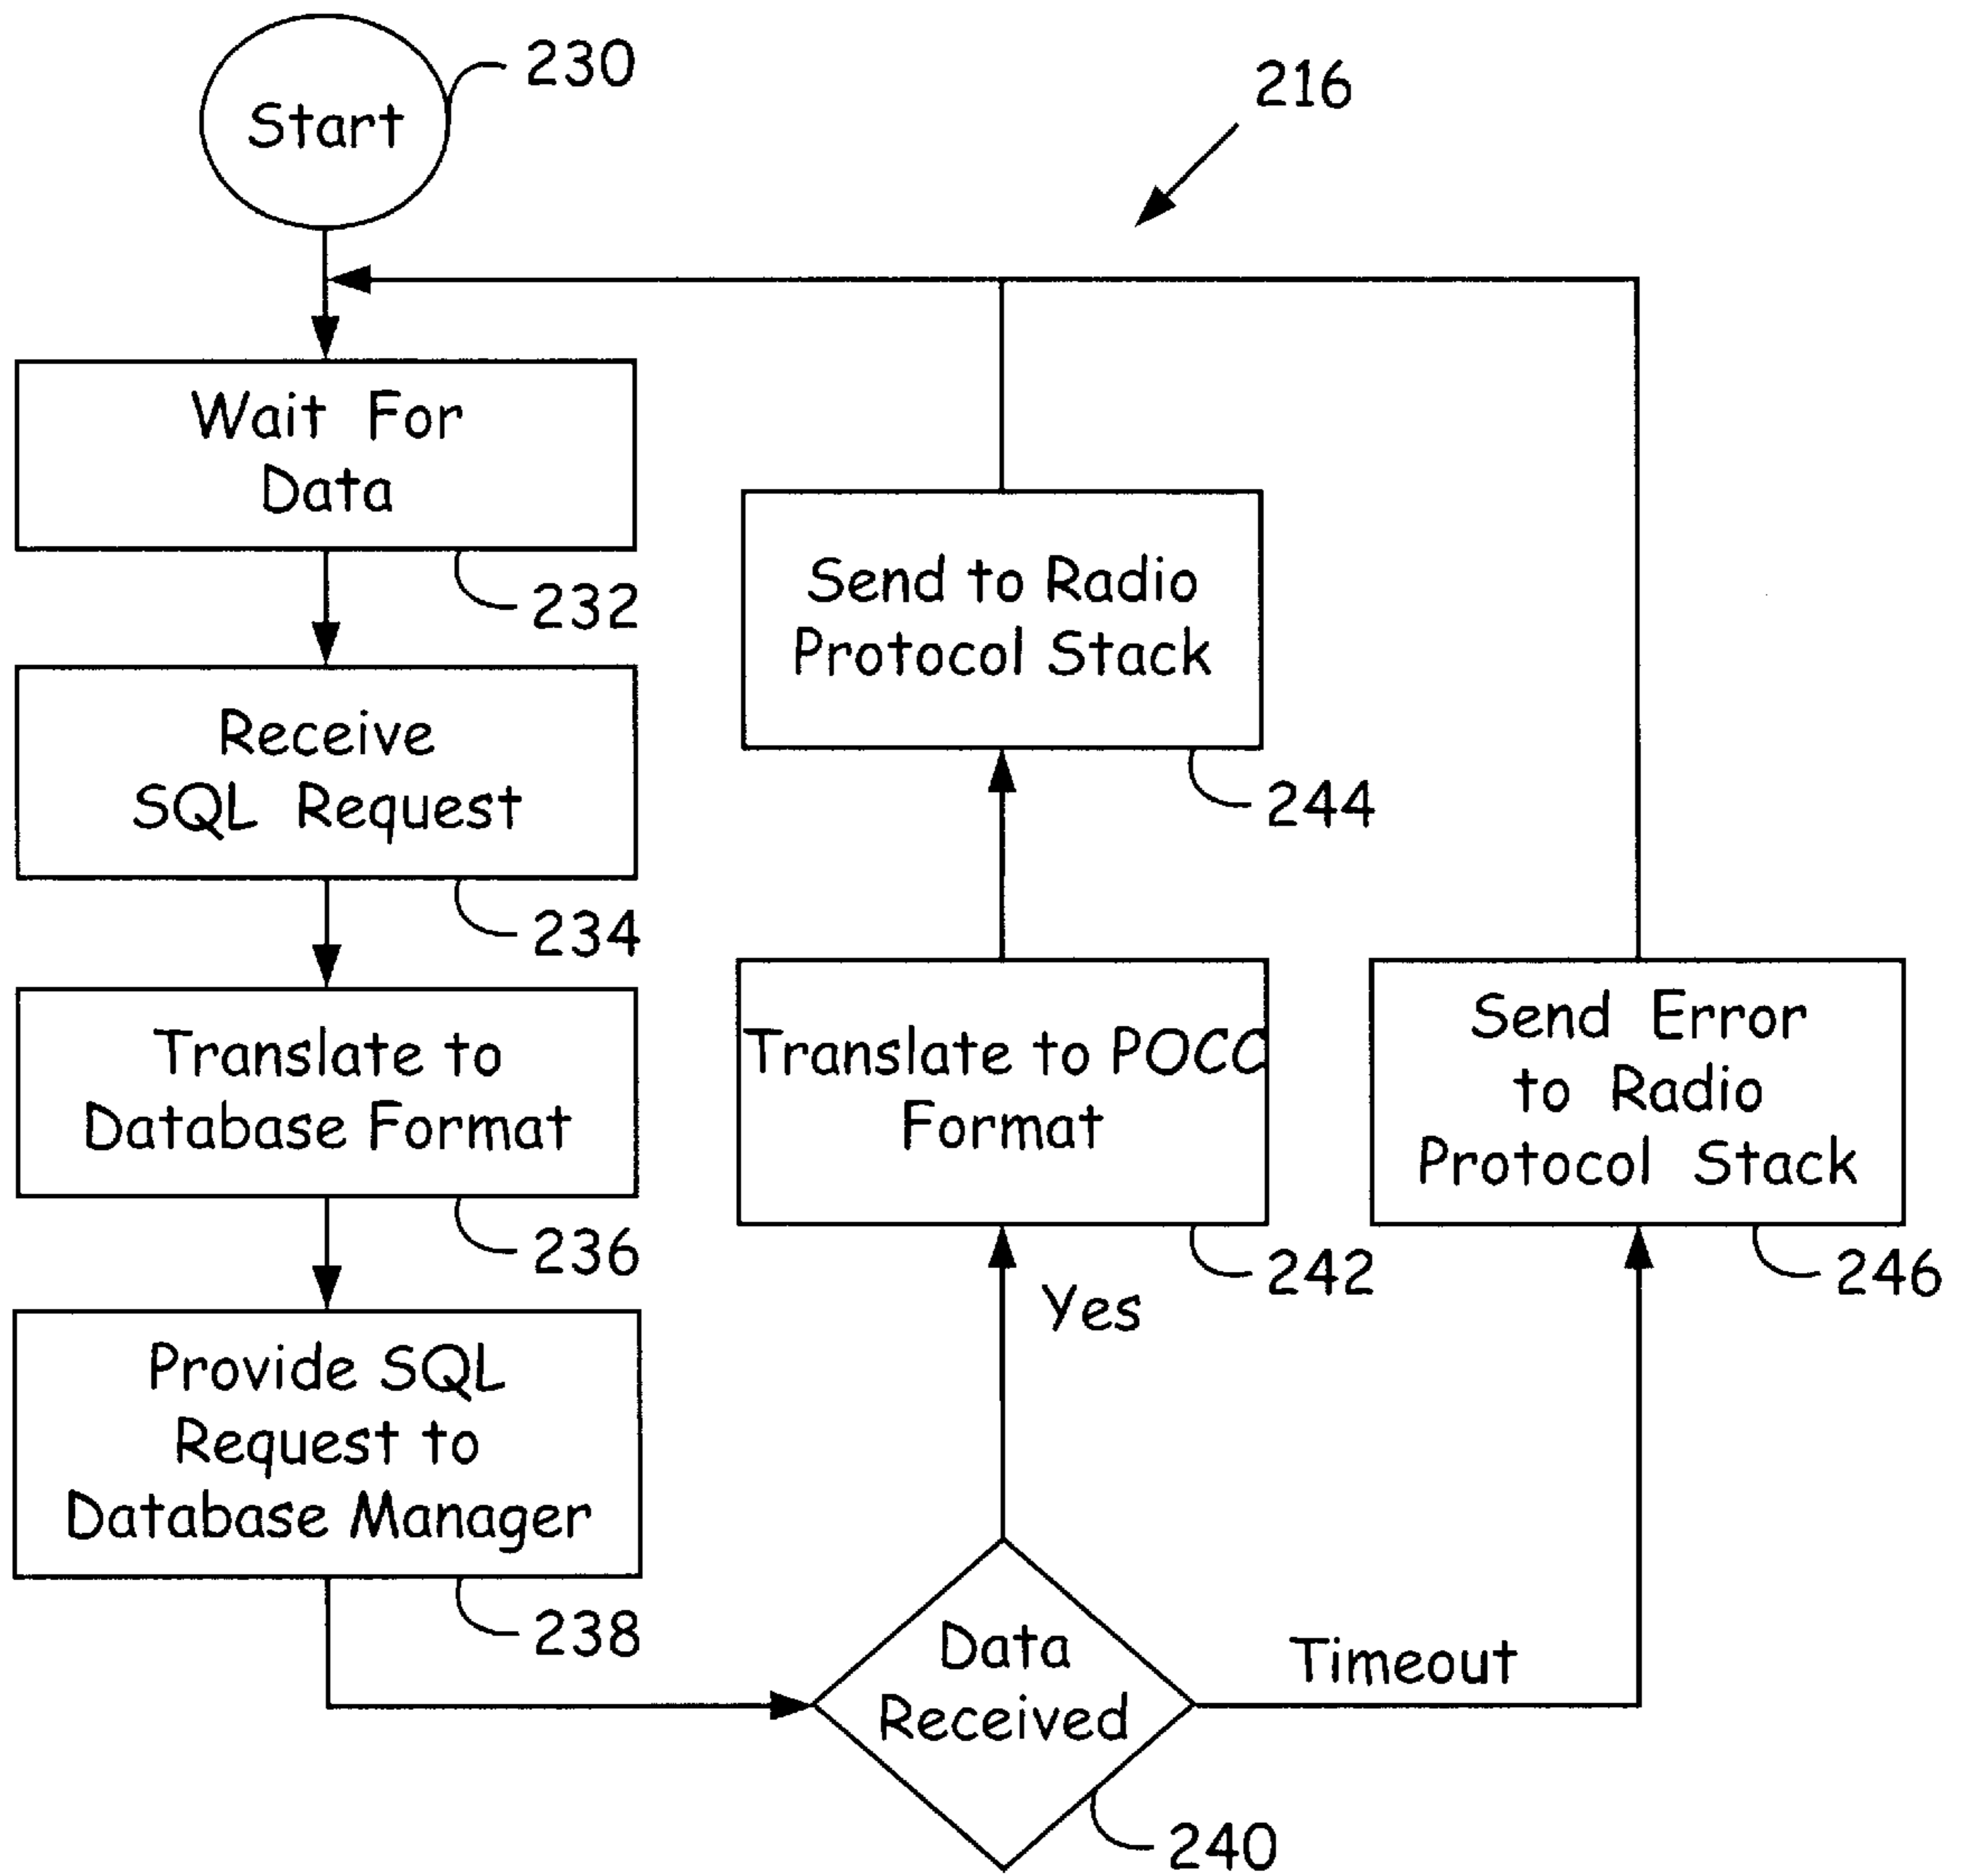 Start
230
216
Wait For
Data
232
Receive
SQL Request
234
Translate to
Database Format
236
Provide SQL
Request to
Database Manager
238
Send to Radio
Protocol Stack
244
Translate to POCC
Format
242
Yes
Send Error
to Radio
Protocol Stack
246
Data
Received
240
Timeout